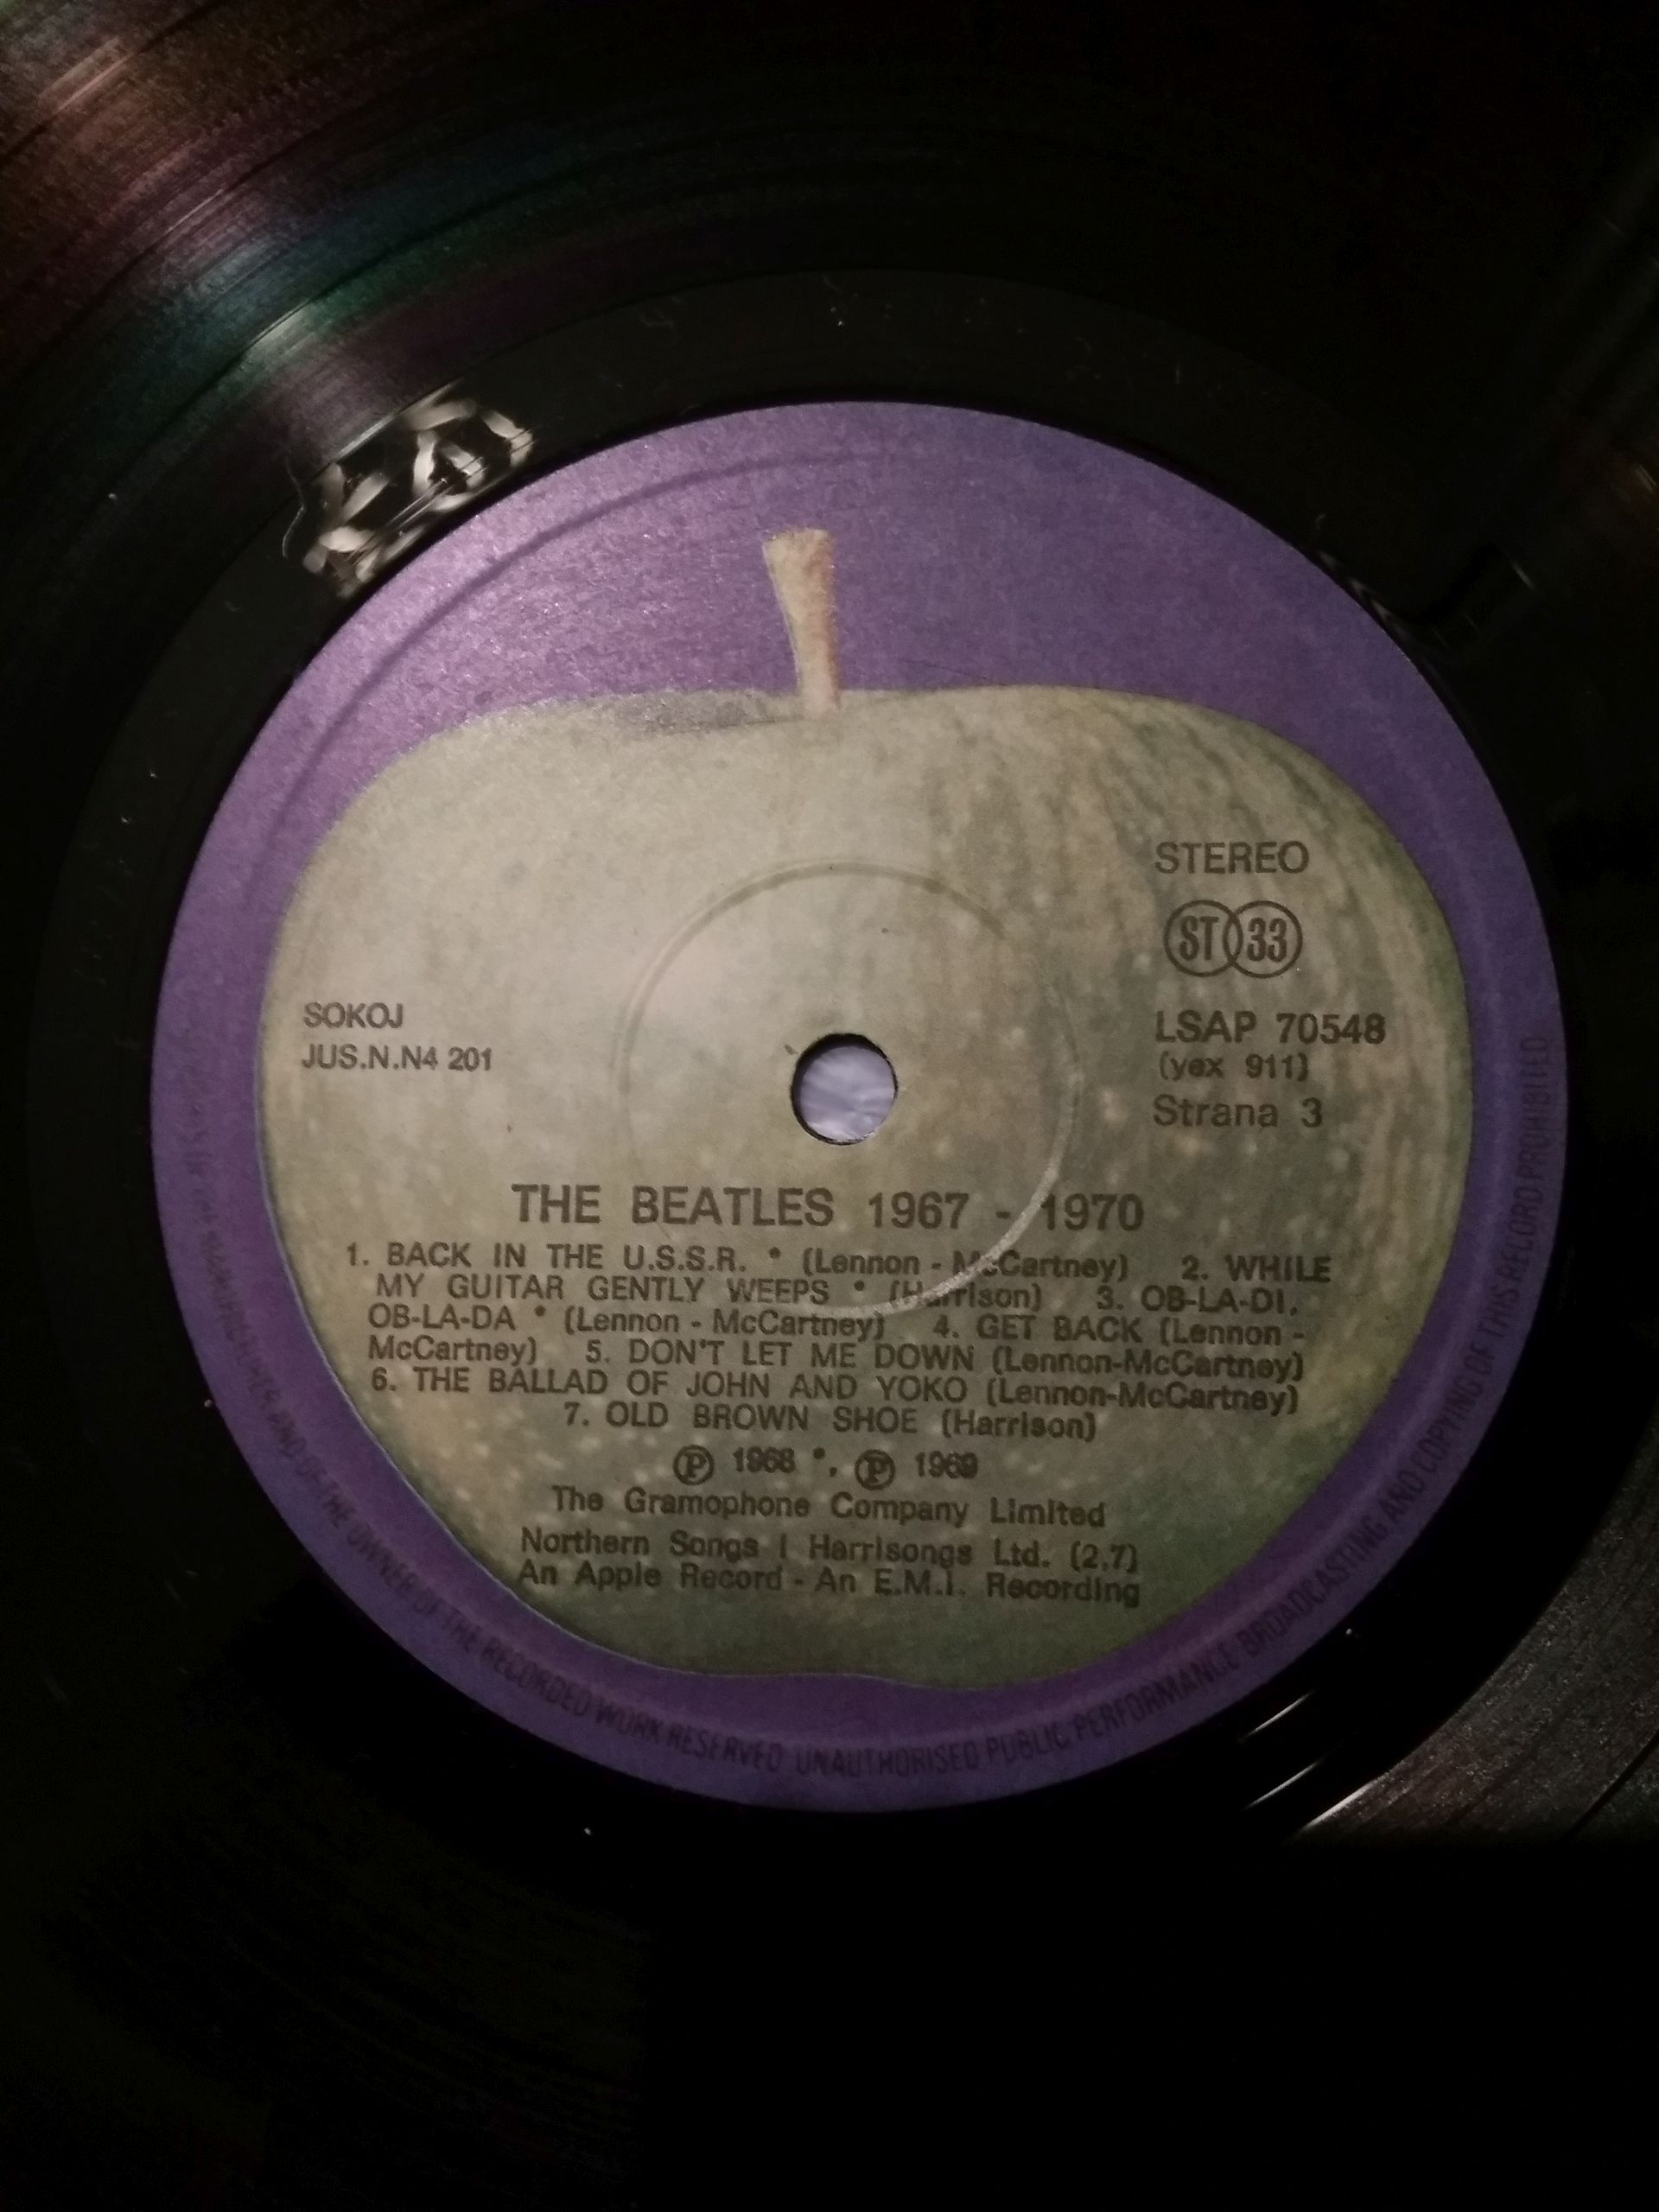 STEREO
ST 33
SOKOJ
JUS.N.N4 201
LSAP 70548
(yex 911)
Strana 3
THE BEATLES 1967 - 1970
1. BACK IN THE U.S.S.R. * (Lennon - McCartney) 2. WHILE
MY GUITAR GENTLY WEEPS * (Harrison) 3. OB-LA-DI,
OB-LA-DA * (Lennon - McCartney) 4. GET BACK (Lennon -
McCartney) 5. DON'T LET ME DOWN (Lennon-McCartney)
6. THE BALLAD OF JOHN AND YOKO (Lennon-McCartney)
7. OLD BROWN SHOE (Harrison)
Ⓟ 1968 *, Ⓟ 1969
The Gramophone Company Limited
Northern Songs / Harrisongs Ltd. (2,7)
An Apple Record - An E.M.I. Recording
MANUFACTURER AND OF THE OWNER OF THE RECORDED WORK RESERVED UNAUTHORISED PUBLIC PERFORMANCE BROADCASTING AND COPYING OF THIS RECORD PROHIBITED